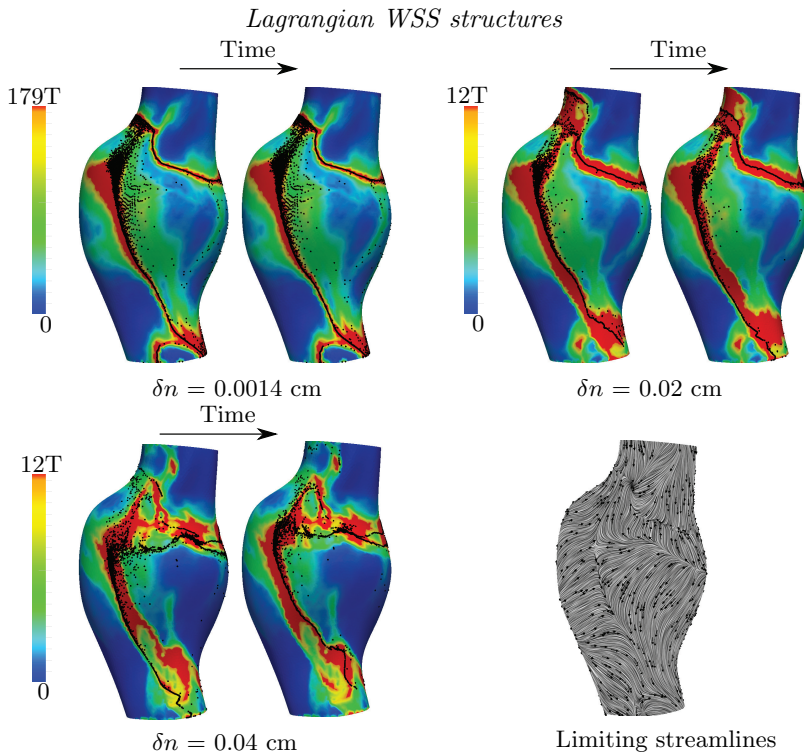 Lagrangian WSS structures
Time
Time
179T
0
12T
0
δn = 0.0014 cm
δn = 0.02 cm
Time
12T
0
δn = 0.04 cm
Limiting streamlines